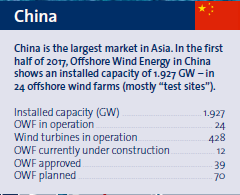 China
China is the largest market in Asia. In the first
half of 2017, Offshore Wind Energy in China
shows an installed capacity of 1.927 GW – in
24 offshore wind farms (mostly “test sites”).
Installed capacity (GW) 1.927
OWF in operation 24
Wind turbines in operation 428
OWF currently under construction 12
OWF approved 39
OWF planned 70